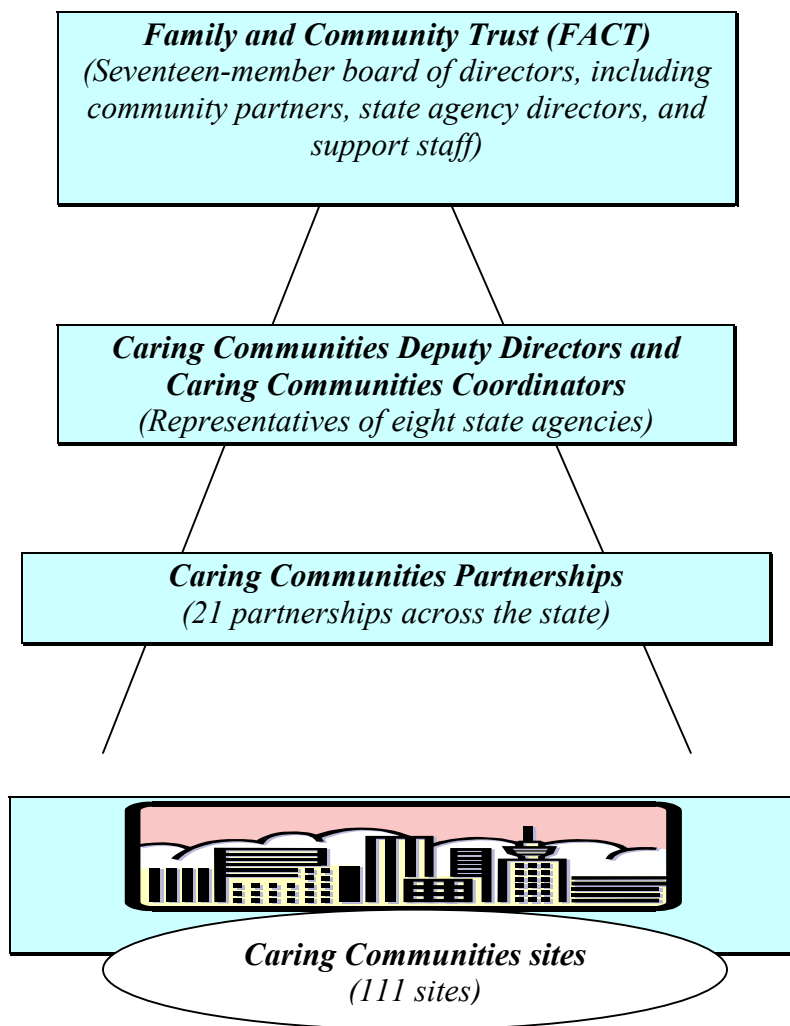 Family and Community Trust (FACT)
(Seventeen-member board of directors, including
community partners, state agency directors, and
support staff)
Caring Communities Deputy Directors and
Caring Communities Coordinators
(Representatives of eight state agencies)
Caring Communities Partnerships
(21 partnerships across the state)
Caring Communities sites
(111 sites)